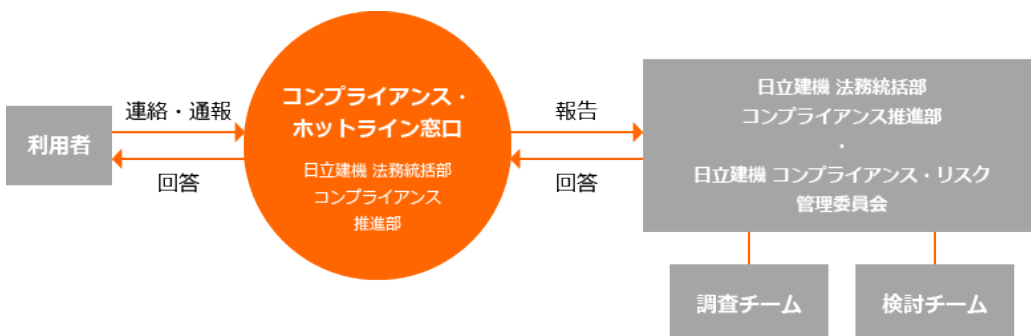 利用者
連絡・通報
回答
コンプライアンス・
ホットライン窓口
日立建機 法務統括部
コンプライアンス
推進部
報告
回答
日立建機 法務統括部
コンプライアンス推進部
・
日立建機 コンプライアンス・リスク
管理委員会
調査チーム
検討チーム